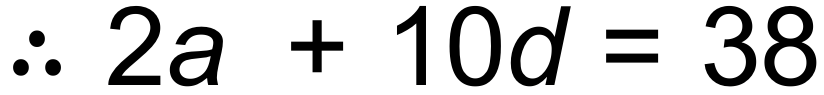 ∴ 2a + 10d = 38